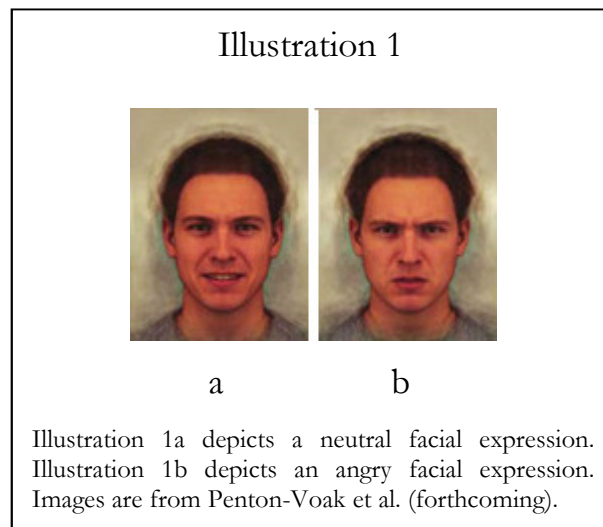 Illustration 1
a b
Illustration 1a depicts a neutral facial expression.
Illustration 1b depicts an angry facial expression.
Images are from Penton-Voak et al. (forthcoming).